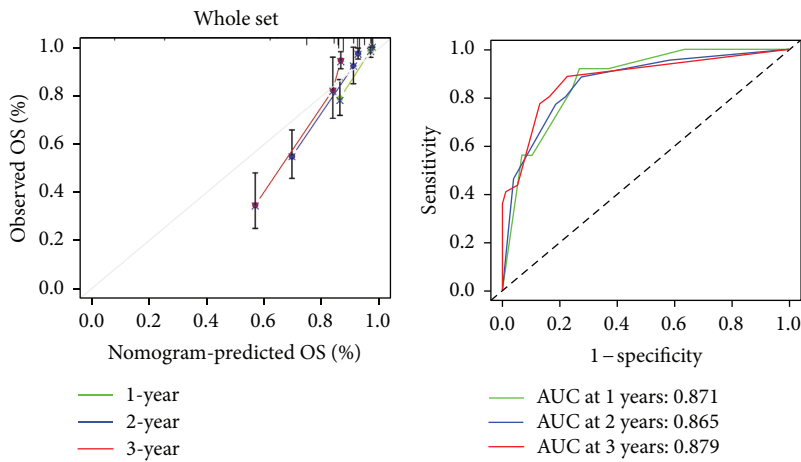 Whole set
1.0
0.8
0.6
0.4
0.2
0.0
Observed OS (%)
0.0 0.2 0.4 0.6 0.8 1.0
Nomogram-predicted OS (%)
1-year
2-year
3-year
1.0
0.8
0.6
0.4
0.2
0.0
Sensitivity
0.0 0.2 0.4 0.6 0.8 1.0
1−specificity
AUC at 1 years: 0.871
AUC at 2 years: 0.865
AUC at 3 years: 0.879